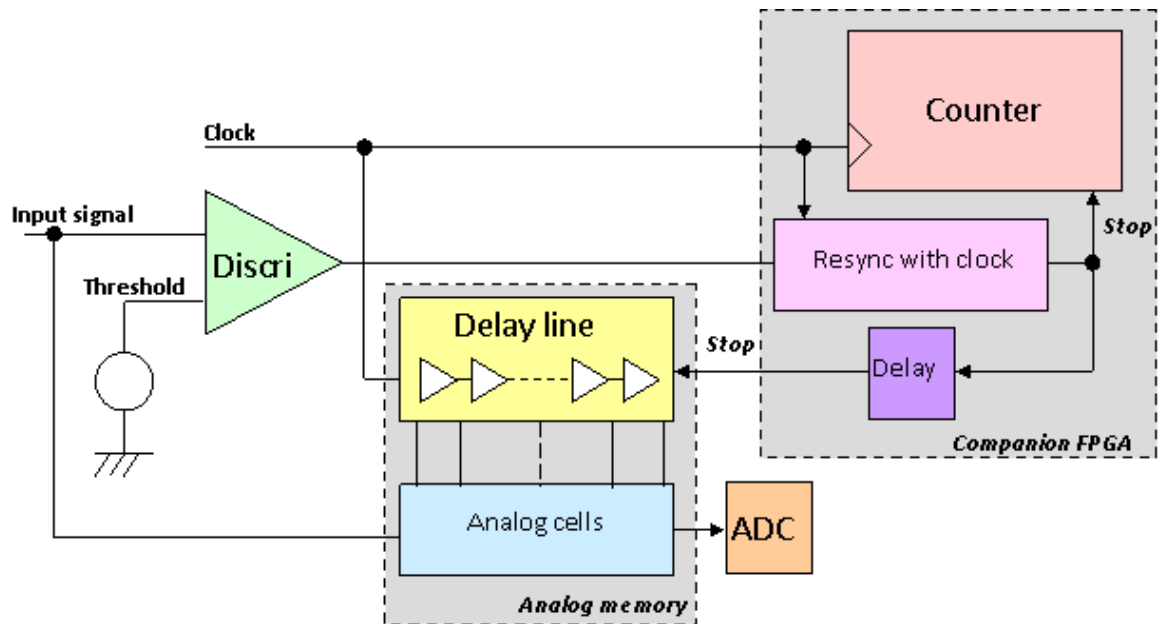 Counter
Clock
Input signal
Stop
Discri
Resync with clock
Threshold
Delay line
Stop
Delay
Companion FPGA
Analog cells
ADC
Analog memory